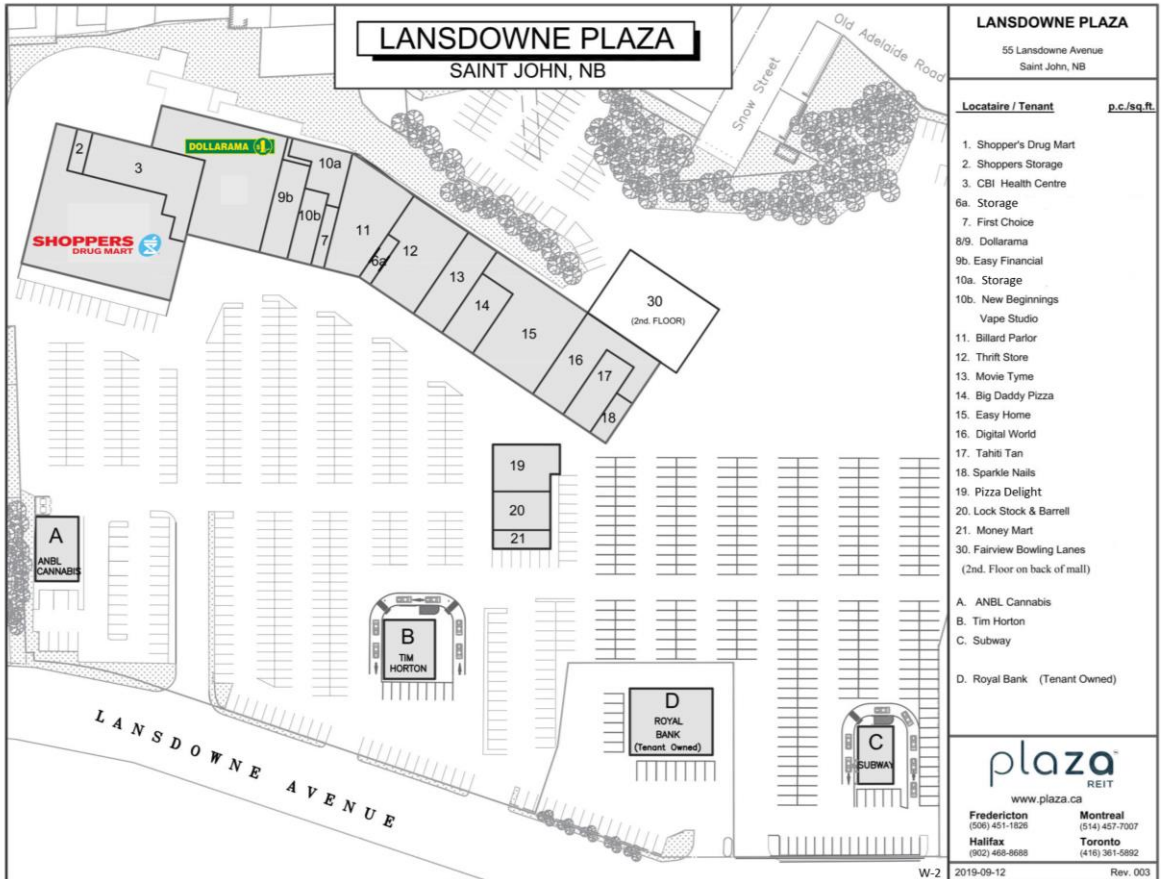 LANSDOWNE PLAZA
SAINT JOHN, NB
Old Adelaide Road
Snow Street
DOLLARAMA
2
3
10a
9b
10b
7
11
6a
12
13
14
15
16
17
18
30
(2nd. FLOOR)
SHOPPERS
DRUG MART
19
20
21
A
ANBL
CANNABIS
B
TIM
HORTON
D
ROYAL
BANK
(Tenant Owned)
C
SUBWAY
LANSDOWNE AVENUE
W-2
LANSDOWNE PLAZA
55 Lansdowne Avenue
Saint John, NB
Locataire / Tenant p.c./sq.ft.
1. Shopper's Drug Mart
2. Shoppers Storage
3. CBI Health Centre
6a. Storage
7. First Choice
8/9. Dollarama
9b. Easy Financial
10a. Storage
10b. New Beginnings
Vape Studio
11. Billard Parlor
12. Thrift Store
13. Movie Tyme
14. Big Daddy Pizza
15. Easy Home
16. Digital World
17. Tahiti Tan
18. Sparkle Nails
19. Pizza Delight
20. Lock Stock & Barrell
21. Money Mart
30. Fairview Bowling Lanes
(2nd. Floor on back of mall)
A. ANBL Cannabis
B. Tim Horton
C. Subway
D. Royal Bank (Tenant Owned)
plaza
REIT
www.plaza.ca
Fredericton Montreal
(506) 451-1826 (514) 457-7007
Halifax Toronto
(902) 468-8688 (416) 361-5892
2019-09-12 Rev. 003